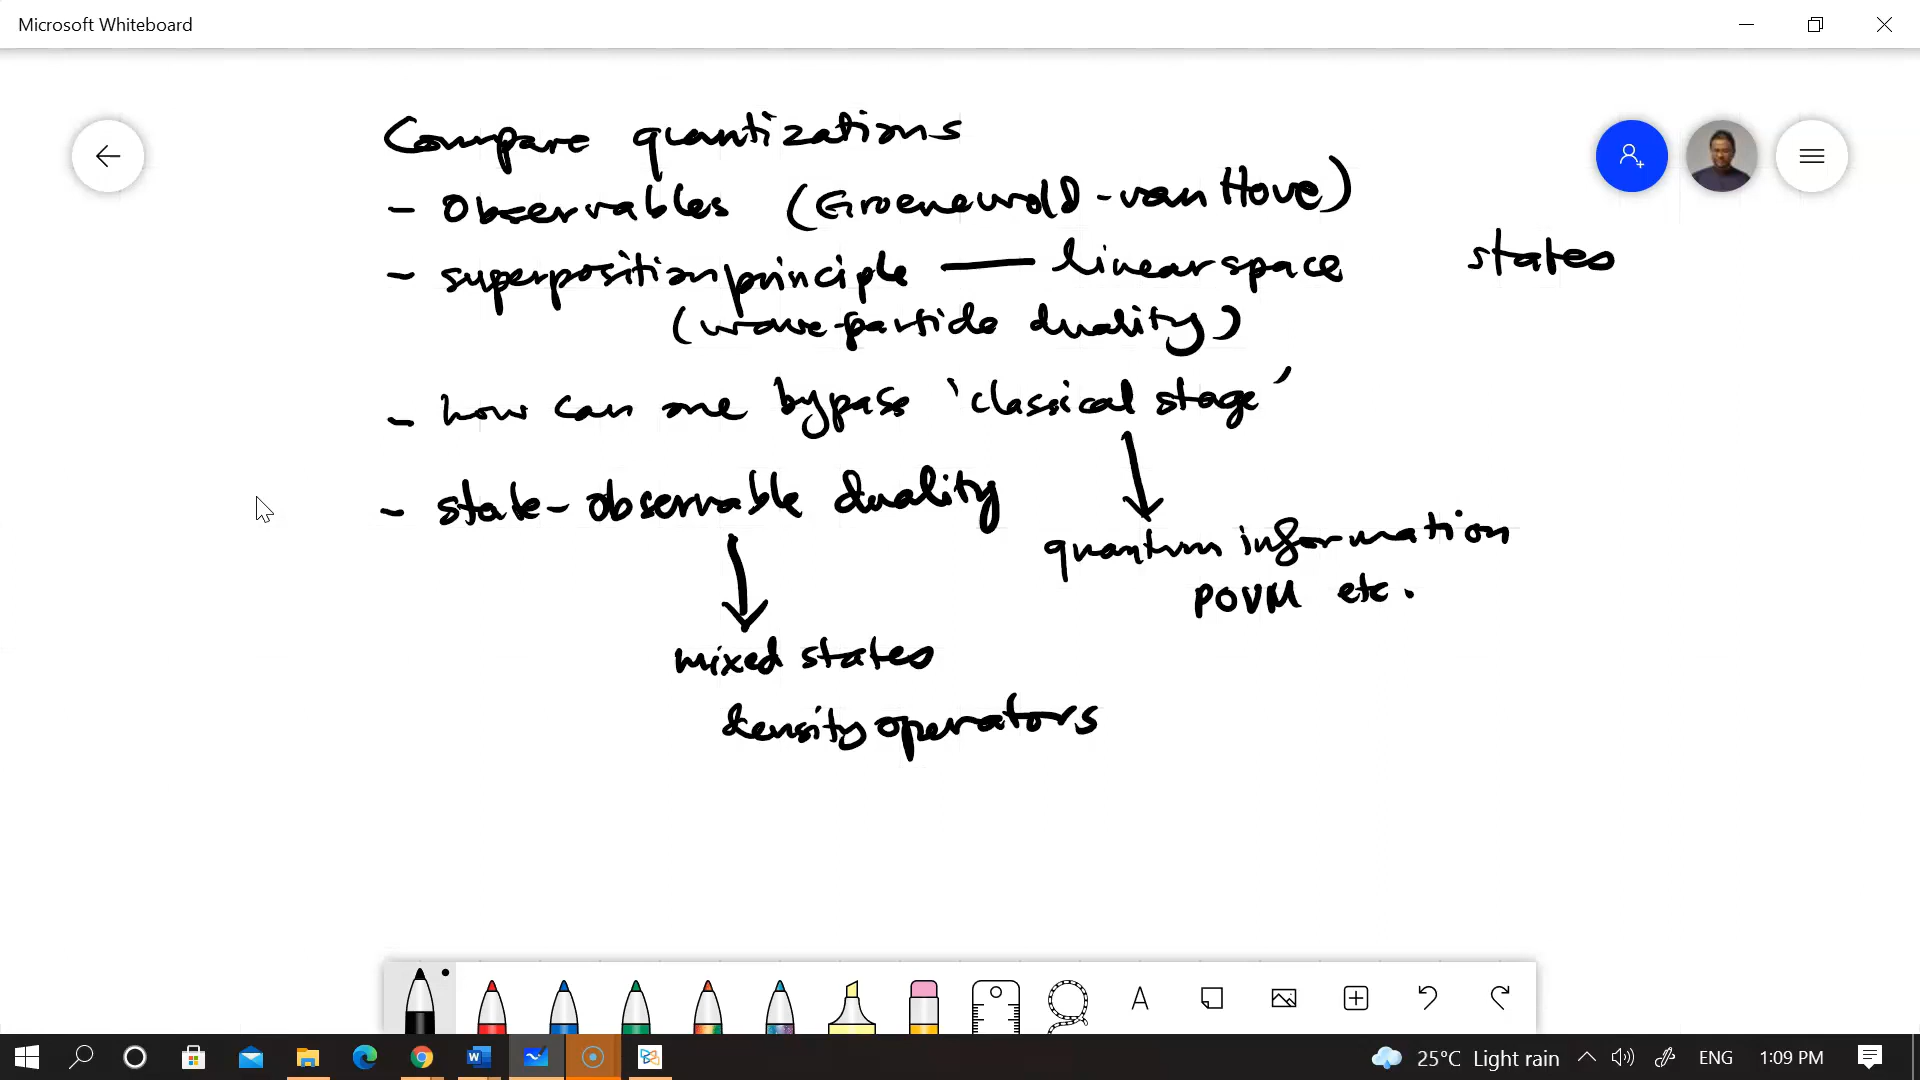 Microsoft Whiteboard
Compare quantizations
- Observables (Groenewold-van Hove)
- superposition principle — linear space states
(wave-particle duality)
- how can one bypass 'classical stage'
- state-observable duality
quantum information
POVM etc.
mixed states
density operators
A
25°C Light rain ENG 1:09 PM